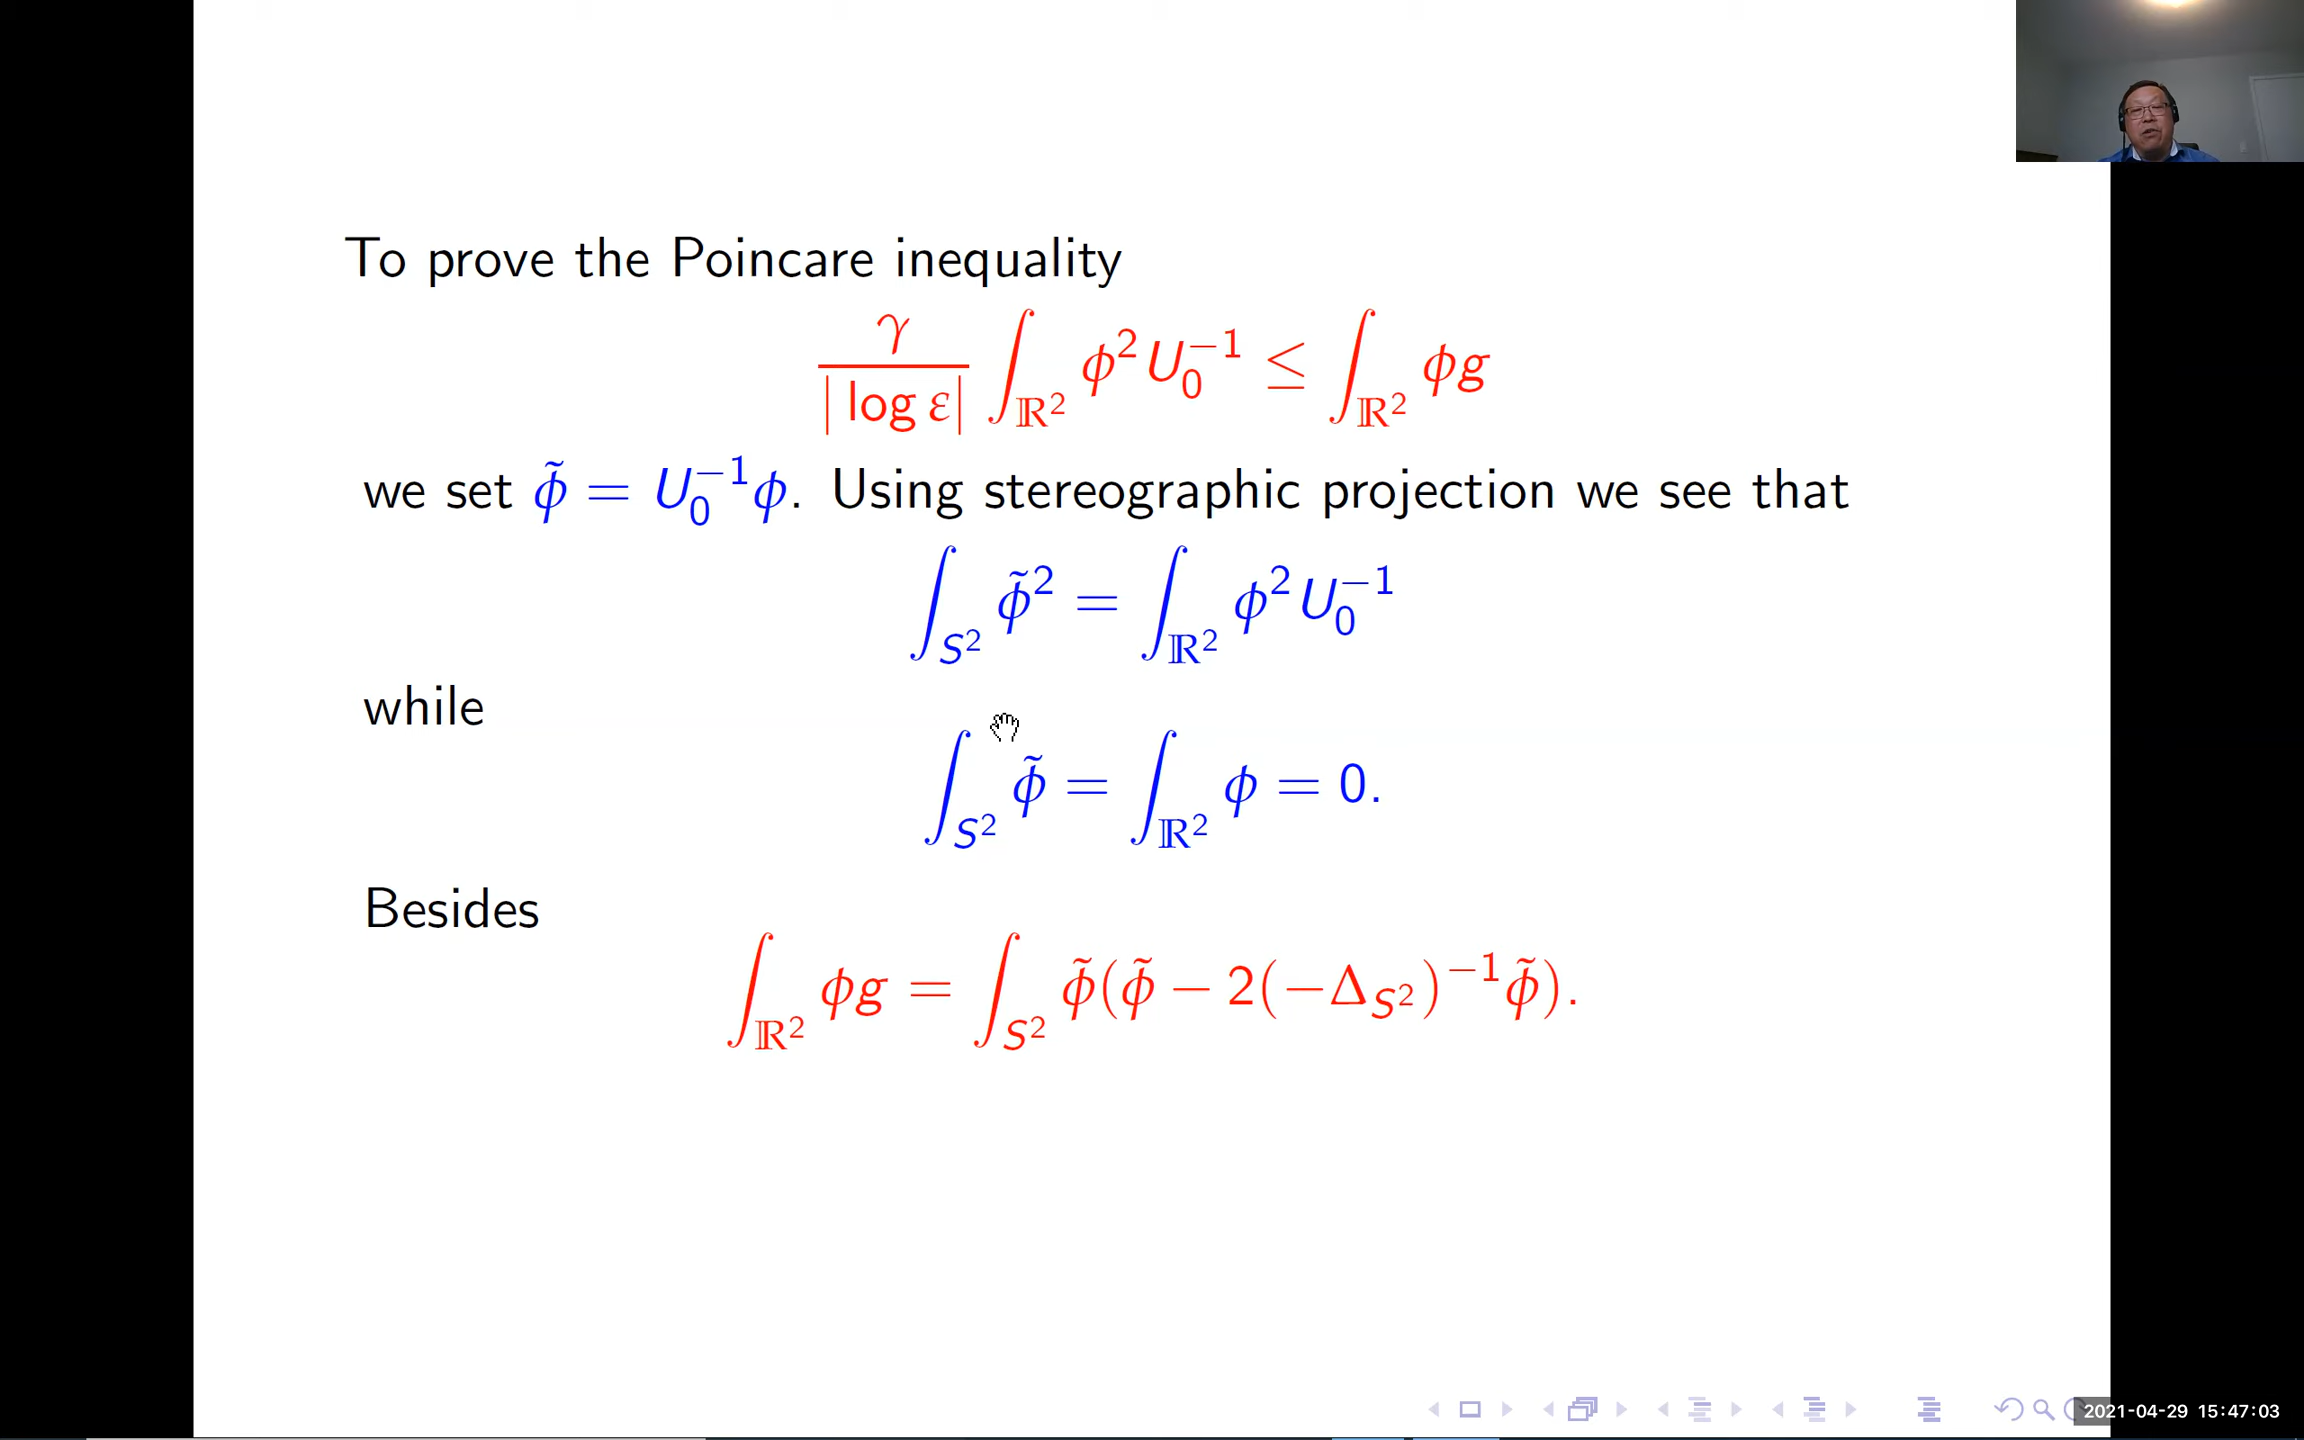 To prove the Poincare inequality
γ/|log ε| ∫_{ℝ²} ϕ² U₀⁻¹ ≤ ∫_{ℝ²} ϕg
we set ϕ̃ = U₀⁻¹ϕ. Using stereographic projection we see that
∫_{S²} ϕ̃² = ∫_{ℝ²} ϕ² U₀⁻¹
while
∫_{S²} ϕ̃ = ∫_{ℝ²} ϕ = 0.
Besides
∫_{ℝ²} ϕg = ∫_{S²} ϕ̃(ϕ̃ − 2(−Δ_{S²})⁻¹ϕ̃).
2021-04-29 15:47:03